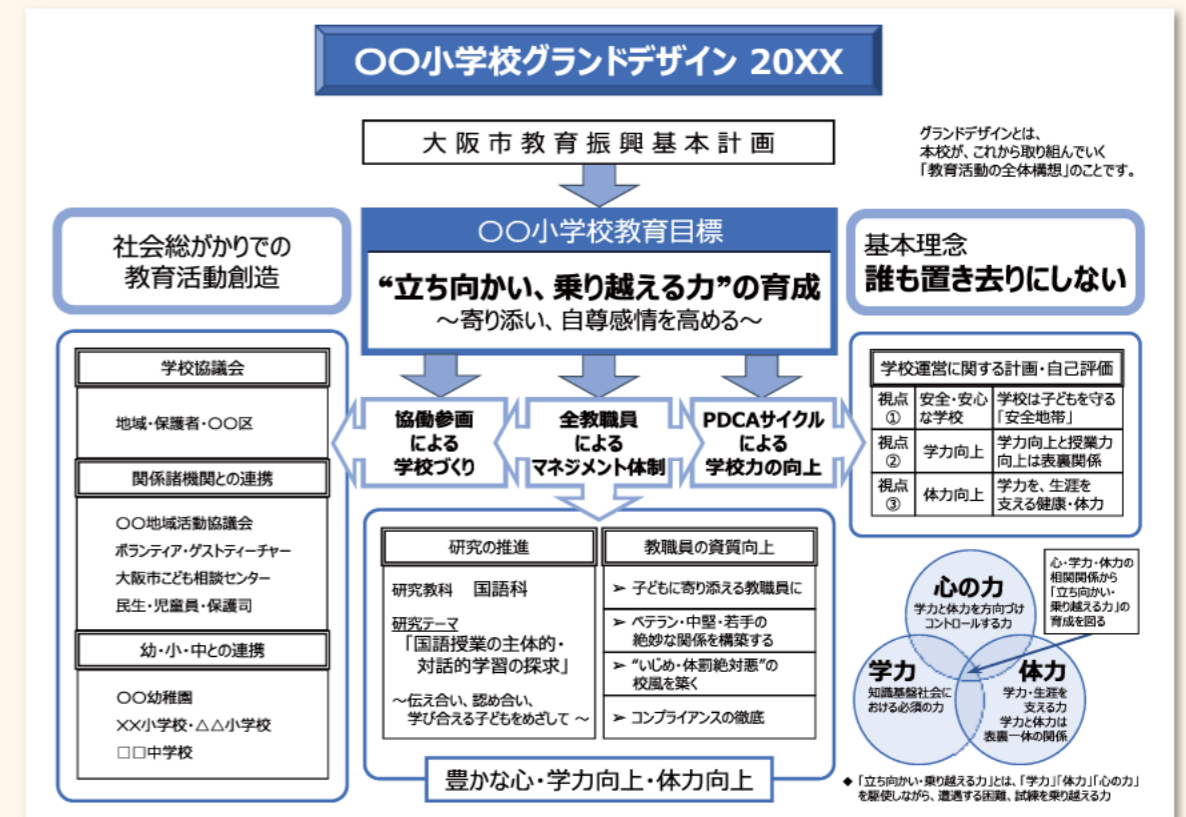 〇〇小学校グランドデザイン 20XX
大阪市教育振興基本計画
グランドデザインとは、
本校が、これから取り組んでいく
「教育活動の全体構想」のことです。
社会総がかりでの
教育活動創造
〇〇小学校教育目標
“立ち向かい、乗り越える力”の育成
～寄り添い、自尊感情を高める～
基本理念
誰も置き去りにしない
学校協議会
地域・保護者・〇〇区
関係諸機関との連携
〇〇地域活動協議会
ボランティア・ゲストティーチャー
大阪市こども相談センター
民生・児童員・保護司
幼・小・中との連携
〇〇幼稚園
××小学校・△△小学校
□□中学校
協働参画
による
学校づくり
全教職員
による
マネジメント体制
PDCAサイクル
による
学校力の向上
研究の推進
研究教科 国語科
研究テーマ
「国語授業の主体的・
対話的学習の探求」
～伝え合い、認め合い、
学び合える子どもをめざして ～
教職員の資質向上
➢ 子どもに寄り添える教職員に
➢ ベテラン・中堅・若手の
絶妙な関係を構築する
➢ “いじめ・体罰絶対悪”の
校風を築く
➢ コンプライアンスの徹底
豊かな心・学力向上・体力向上
学校運営に関する計画・自己評価
視点
①
安全・安心
な学校
学校は子どもを守る
「安全地帯」
視点
②
学力向上
学力向上と授業力
向上は表裏関係
視点
③
体力向上
学力を、生涯を
支える健康・体力
心・学力・体力の
相関関係から
「立ち向かい・
乗り越える力」の
育成を図る
心の力
学力と体力を方向づけ
コントロールする力
学力
知識基盤社会に
おける必須の力
体力
学力・生涯を
支える力
学力と体力は
表裏一体の関係
◆ 「立ち向かい・乗り越える力」とは、「学力」「体力」「心の力」
を駆使しながら、遭遇する困難、試練を乗り越える力